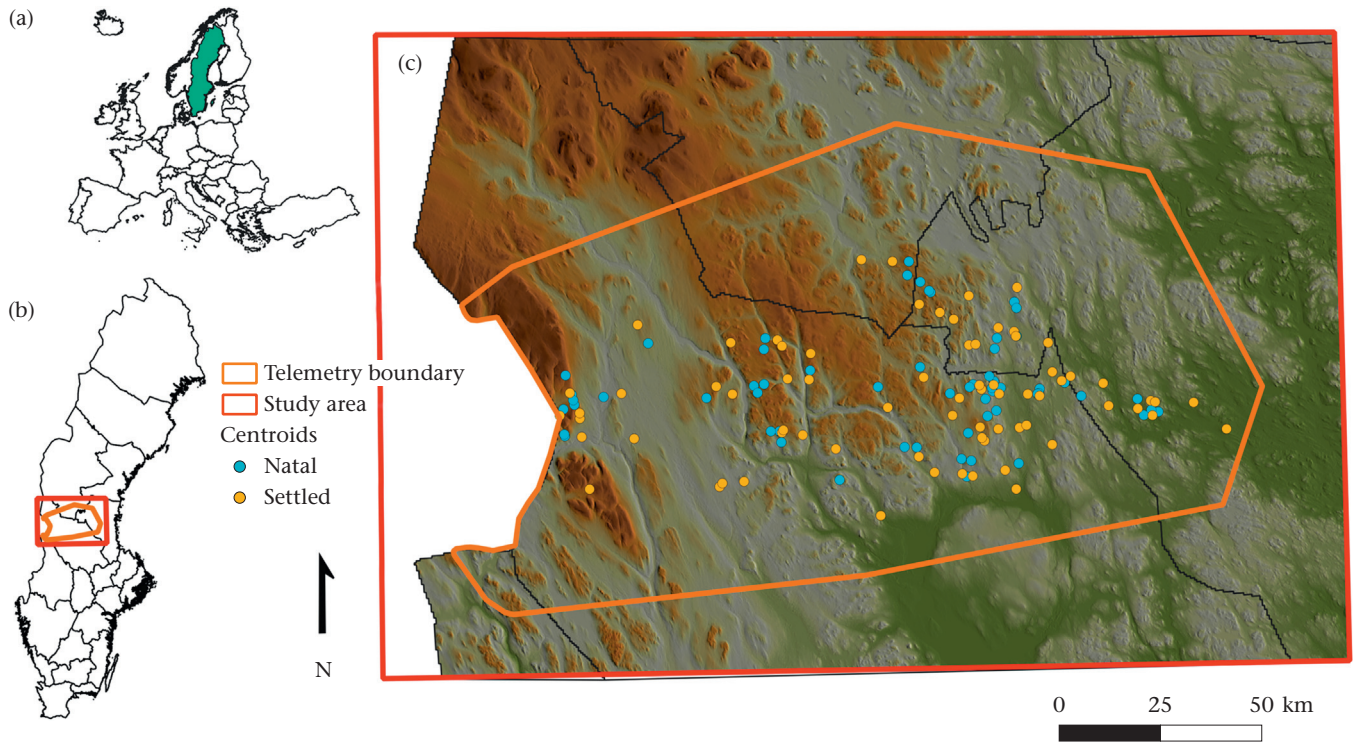 (a)
(c)
(b)
Telemetry boundary
Study area
Centroids
Natal
Settled
N
0 25 50 km